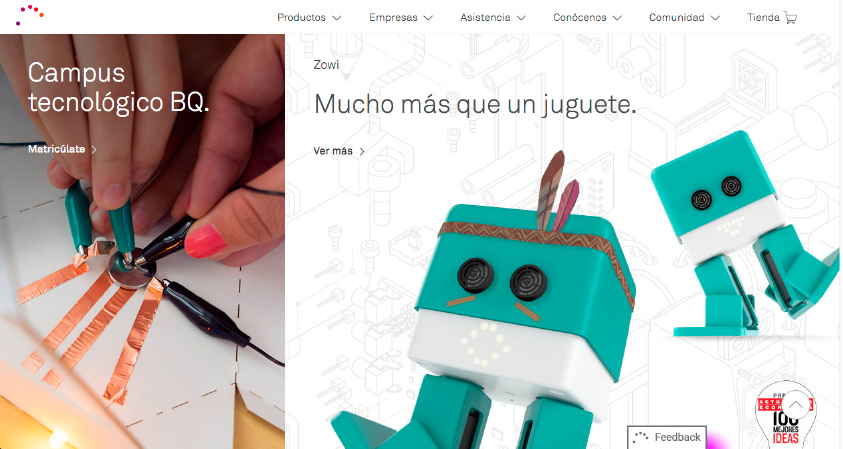 Productos
Empresas
Asistencia
Conócenos
Comunidad
Tienda
Campus
tecnológico BQ.
Matricúlate
Zowi
Mucho más que un juguete.
Ver más
Feedback
100
MEJORES
IDEAS